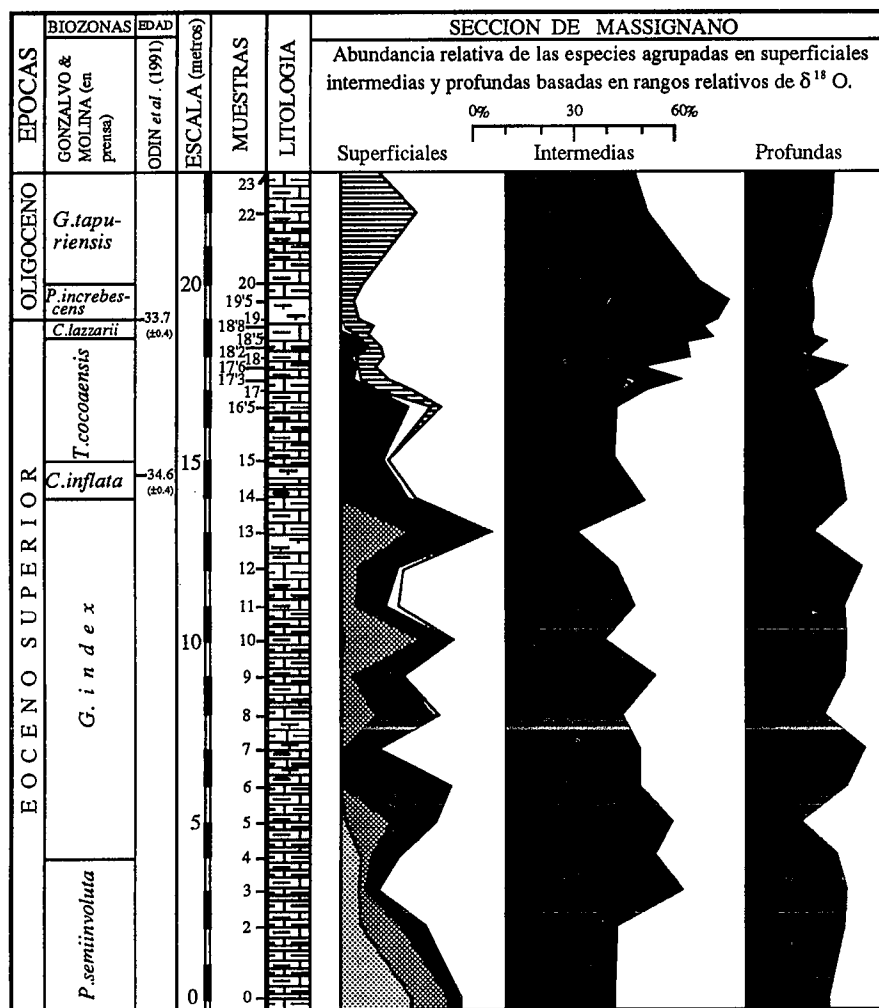 SECCION DE MASSIGNANO
Abundancia relativa de las especies agrupadas en superficiales
intermedias y profundas basadas en rangos relativos de δ¹⁸ O.
0% 30 60%
Superficiales Intermedias Profundas
EPOCAS
BIOZONAS
GONZALVO &
MOLINA (en
prensa)
EDAD
ODIN et al. (1991)
ESCALA (metros)
MUESTRAS
LITOLOGIA
OLIGOCENO
EOCENO SUPERIOR
G.tapu-
riensis
P.increbes-
cens
C.lazzarii
T.cocoaensis
C.inflata
G. index
P.semiinvoluta
33.7
(±0.4)
34.6
(±0.4)
20
15
10
5
0
23
22
20
19'5
19
18'8
18'5
18'2
18
17'6
17'3
17
16'5
15
14
13
12
11
10
9
8
7
6
5
4
3
2
0